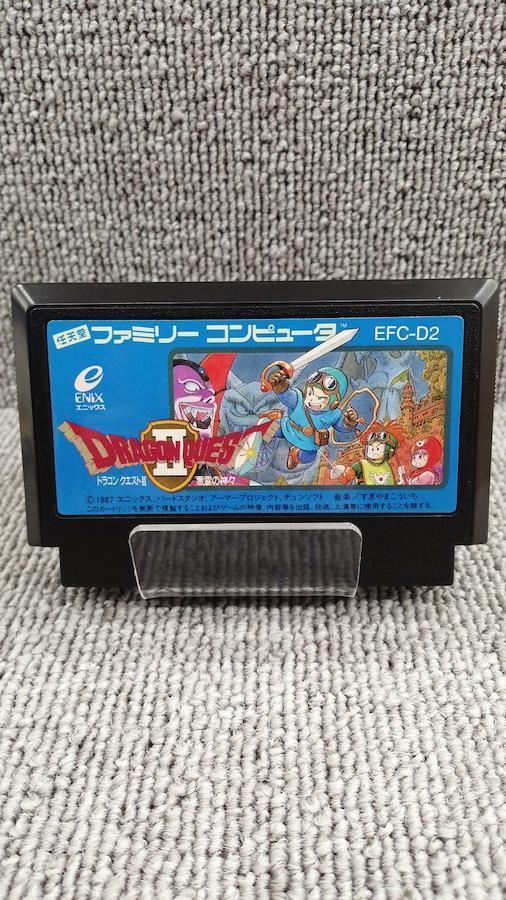 任天堂 ファミリー コンピュータ™ EFC-D2
ENIX
エニックス
DRAGON QUEST
II
ドラゴンクエストII 悪霊の神々
© 1987 エニックス、バードスタジオ、アーマープロジェクト、チュンソフト 音楽/すぎやまこういち
このカートリッジを無断で複製することおよびゲームの映像、内容等を出版、放送、上演等に使用することを禁ずる。